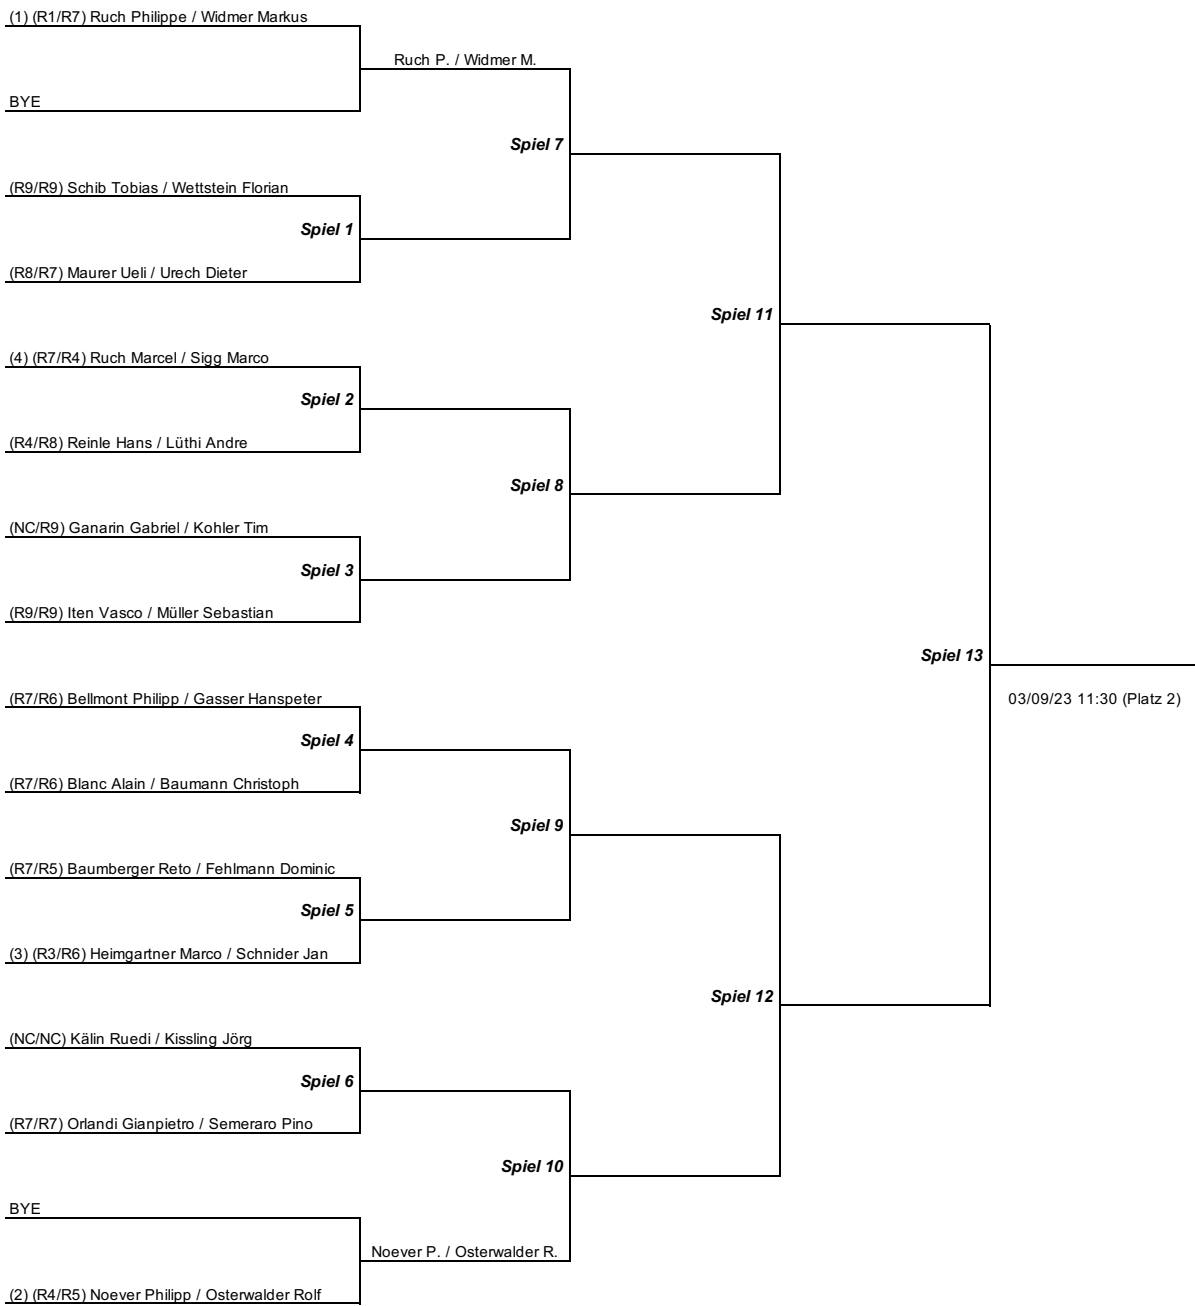 (1) (R1/R7) Ruch Philippe / Widmer Markus
Ruch P. / Widmer M.
BYE
Spiel 7
(R9/R9) Schib Tobias / Wettstein Florian
Spiel 1
(R8/R7) Maurer Ueli / Urech Dieter
Spiel 11
(4) (R7/R4) Ruch Marcel / Sigg Marco
Spiel 2
(R4/R8) Reinle Hans / Lüthi Andre
Spiel 8
(NC/R9) Ganarin Gabriel / Kohler Tim
Spiel 3
(R9/R9) Iten Vasco / Müller Sebastian
Spiel 13
(R7/R6) Bellmont Philipp / Gasser Hanspeter
03/09/23 11:30 (Platz 2)
Spiel 4
(R7/R6) Blanc Alain / Baumann Christoph
Spiel 9
(R7/R5) Baumberger Reto / Fehlmann Dominic
Spiel 5
(3) (R3/R6) Heimgartner Marco / Schnider Jan
Spiel 12
(NC/NC) Kälin Ruedi / Kissling Jörg
Spiel 6
(R7/R7) Orlandi Gianpietro / Semeraro Pino
Spiel 10
BYE
Noever P. / Osterwalder R.
(2) (R4/R5) Noever Philipp / Osterwalder Rolf